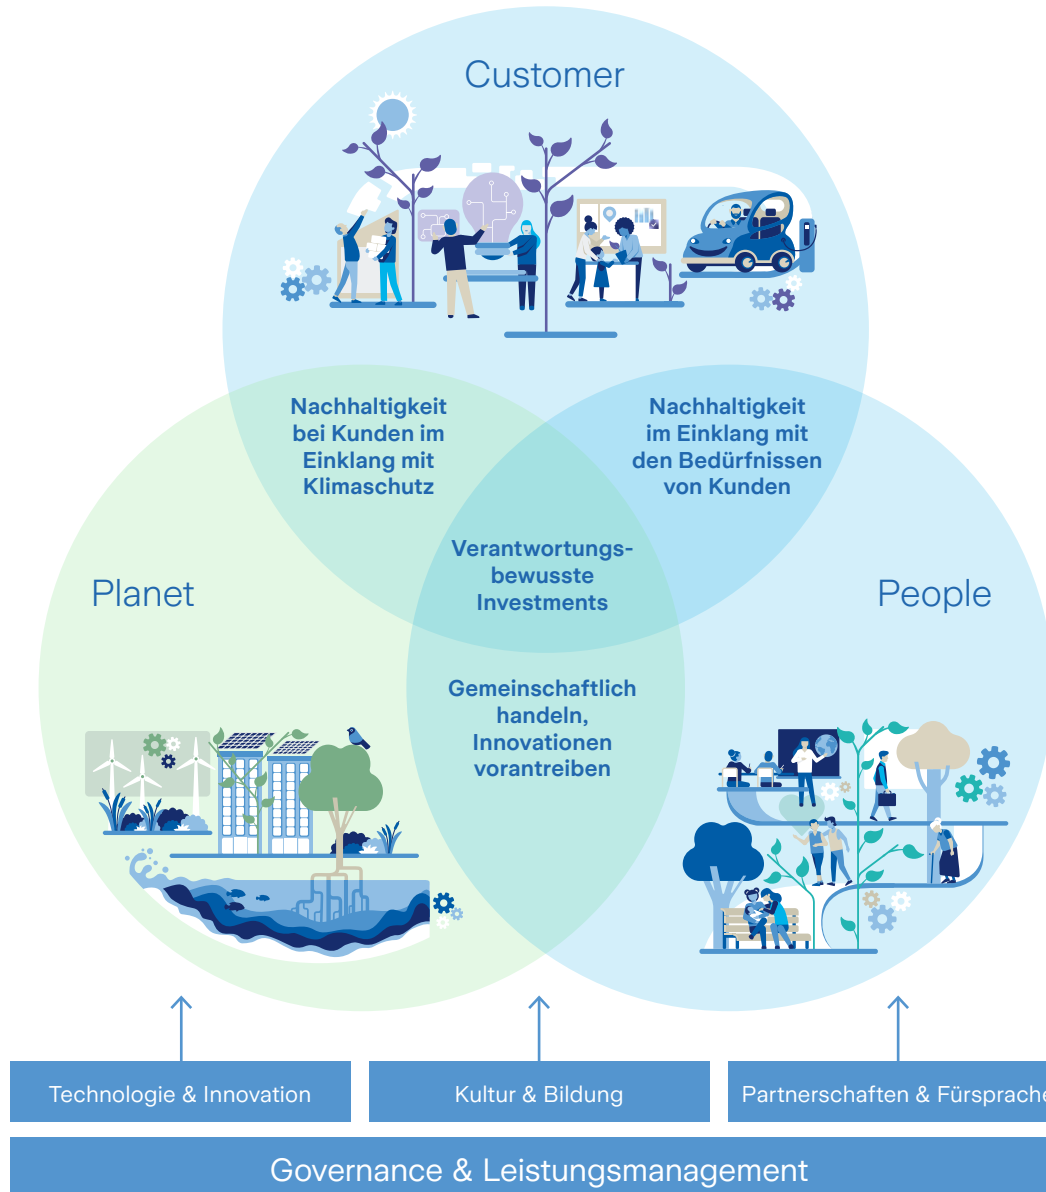 Customer
Nachhaltigkeit
bei Kunden im
Einklang mit
Klimaschutz
Nachhaltigkeit
im Einklang mit
den Bedürfnissen
von Kunden
Verantwortungs-
bewusste
Investments
Planet
People
Gemeinschaftlich
handeln,
Innovationen
vorantreiben
Technologie & Innovation
Kultur & Bildung
Partnerschaften & Fürsprache
Governance & Leistungsmanagement